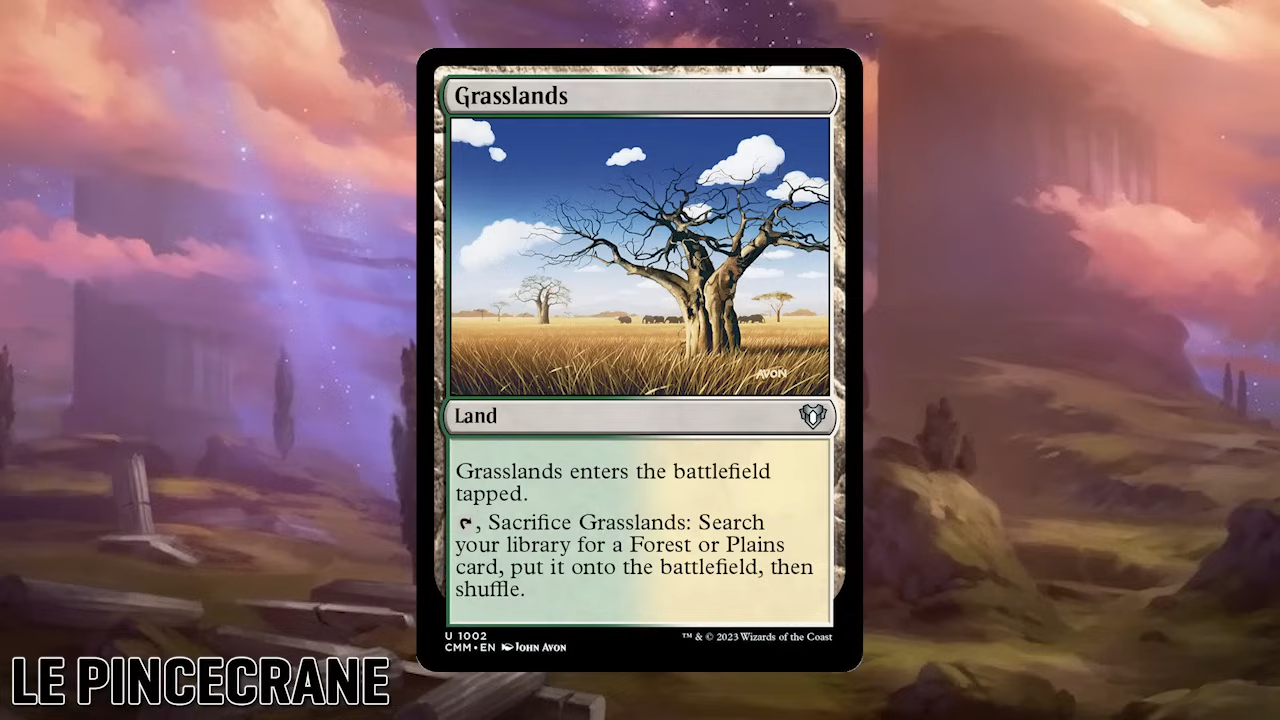 Grasslands
AVON
Land
Grasslands enters the battlefield
tapped.
, Sacrifice Grasslands: Search
your library for a Forest or Plains
card, put it onto the battlefield, then
shuffle.
U 1002
CMM • EN JOHN AVON
™ & © 2023 Wizards of the Coast
LE PINCECRANE